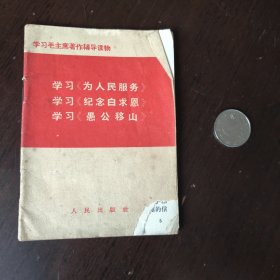 学习毛主席著作辅导读物
学习《为人民服务》
学习《纪念白求恩》
学习《愚公移山》
人民出版社